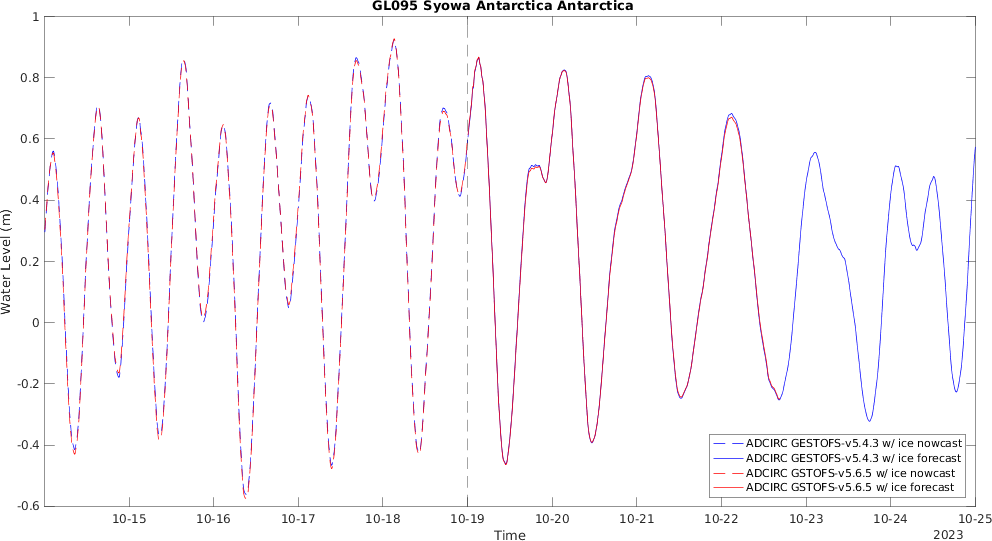 GL095 Syowa Antarctica Antarctica
Water Level (m)
1
0.8
0.6
0.4
0.2
0
-0.2
-0.4
-0.6
ADCIRC GESTOFS-v5.4.3 w/ ice nowcast
ADCIRC GESTOFS-v5.4.3 w/ ice forecast
ADCIRC GSTOFS-v5.6.5 w/ ice nowcast
ADCIRC GSTOFS-v5.6.5 w/ ice forecast
10-15 10-16 10-17 10-18 10-19 10-20 10-21 10-22 10-23 10-24 10-25
Time
2023